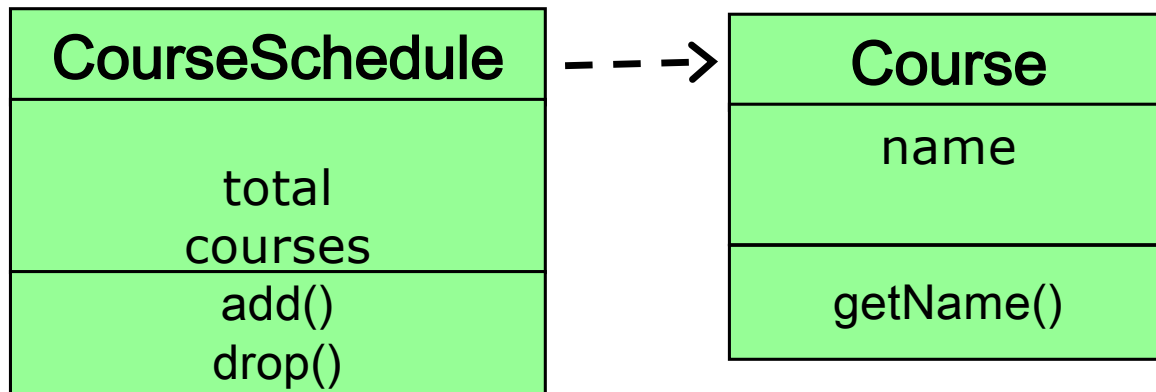 CourseSchedule
total
courses
add()
drop()
Course
name
getName()